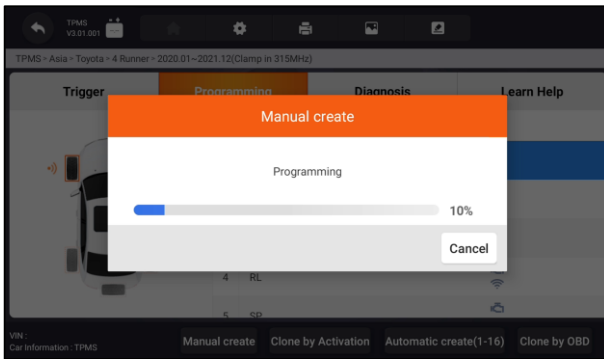 TPMS
V3.01.001
TPMS > Asia > Toyota > 4 Runner > 2020.01~2021.12(Clamp in 315MHz)
Trigger Programming Diagnosis Learn Help
Manual create
Programming
10%
Cancel
4 RL
5 SP
VIN :
Car Information : TPMS
Manual create Clone by Activation Automatic create(1-16) Clone by OBD